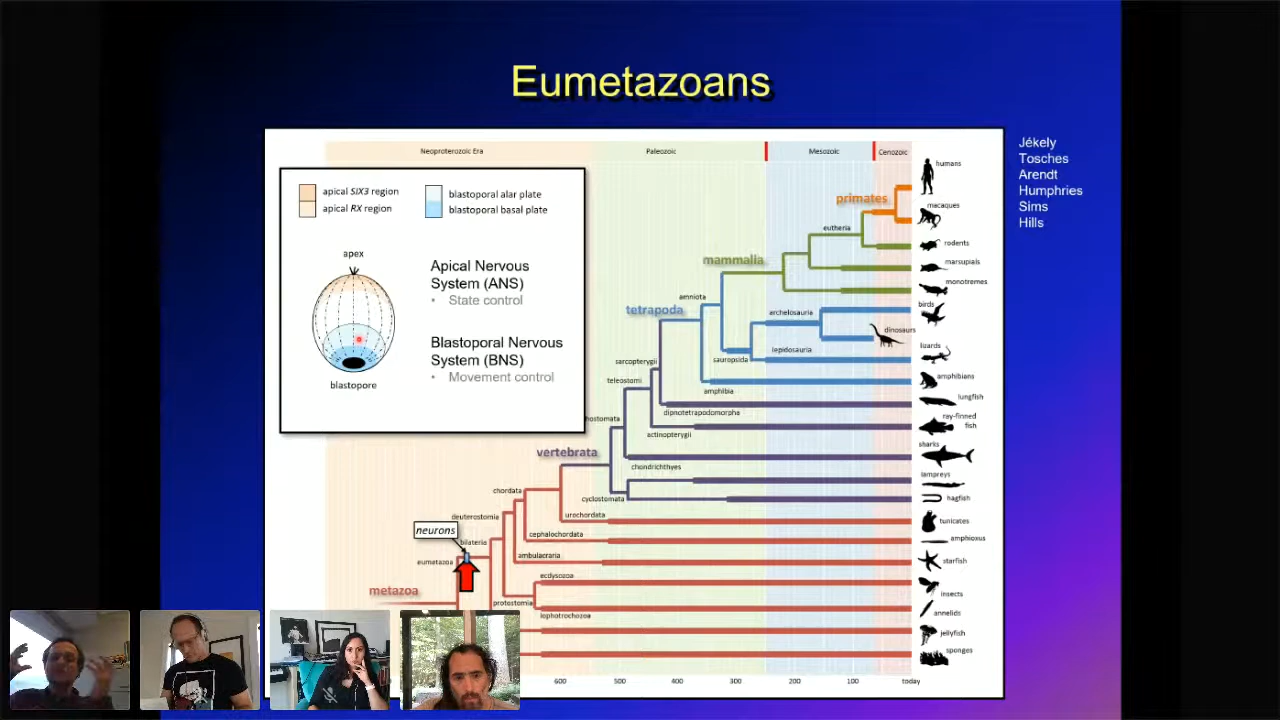 Eumetazoans
Neoproterozoic Era
Paleozoic
Mesozoic
Cenozoic
Jékely
Tosches
Arendt
Humphries
Sims
Hills
apical SIX3 region
apical RX region
blastoporal alar plate
blastoporal basal plate
apex
blastopore
Apical Nervous
System (ANS)
• State control
Blastoporal Nervous
System (BNS)
• Movement control
humans
primates
macaques
eutheria
rodents
mammalia
marsupials
monotremes
amniota
tetrapoda
archelosauria
birds
dinosaurs
lepidosauria
sauropsida
lizards
sarcopterygii
teleostomi
amphibia
amphibians
dipnotetrapodomorpha
lungfish
hostomata
actinopterygii
ray-finned
fish
vertebrata
chondrichthyes
sharks
lampreys
cyclostomata
hagfish
chordata
urochordata
tunicates
deuterostomia
neurons
cephalochordata
amphioxus
bilateria
eumetazoa
ambulacraria
starfish
ecdysozoa
insects
metazoa
protostomia
lophotrochozoa
annelids
jellyfish
sponges
600
500
400
300
200
100
today